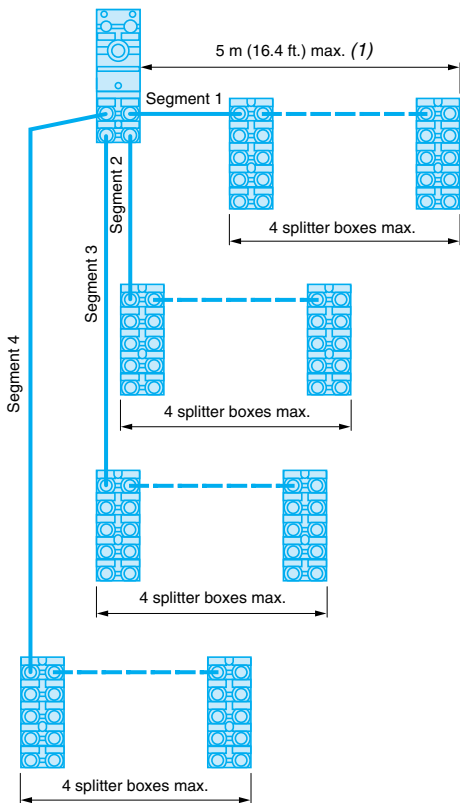 5 m (16.4 ft.) max. (1)
Segment 1
Segment 2
4 splitter boxes max.
Segment 3
Segment 4
4 splitter boxes max.
4 splitter boxes max.
4 splitter boxes max.